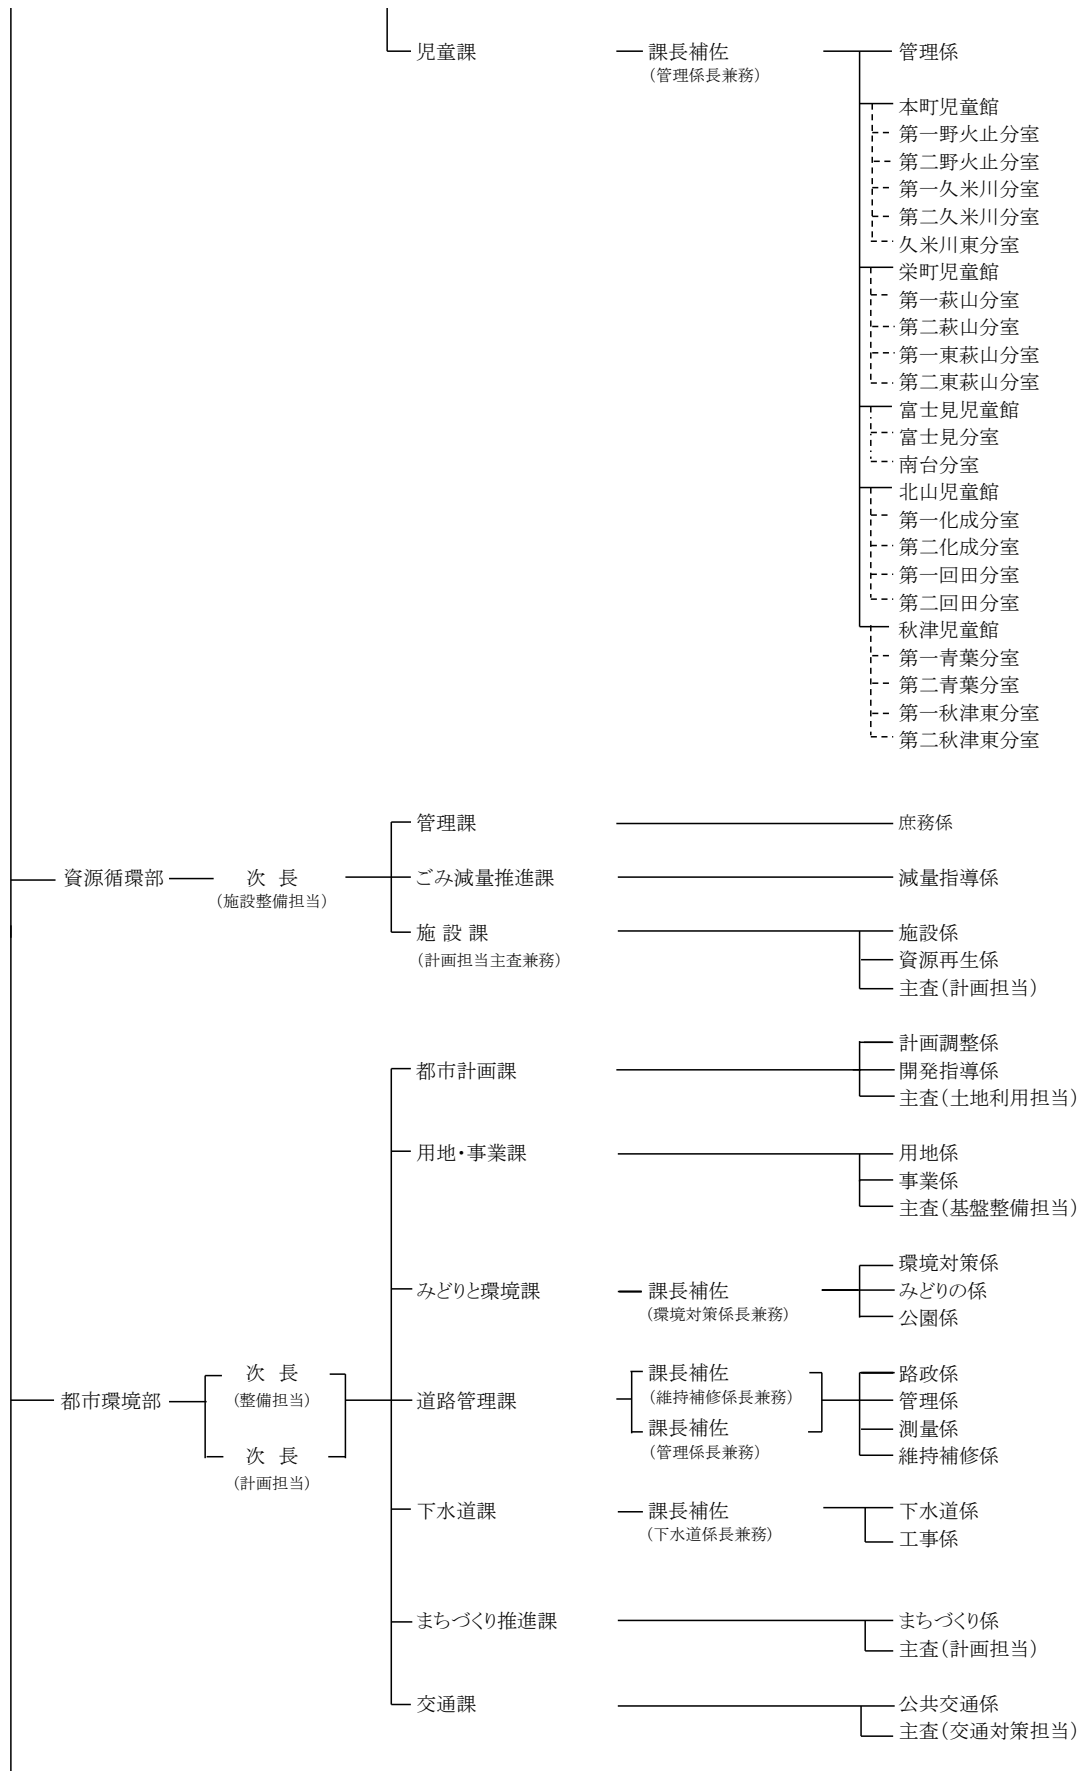 児童課 課長補佐 管理係
(管理係長兼務)
本町児童館
第一野火止分室
第二野火止分室
第一久米川分室
第二久米川分室
久米川東分室
栄町児童館
第一萩山分室
第二萩山分室
第一東萩山分室
第二東萩山分室
富士見児童館
富士見分室
南台分室
北山児童館
第一化成分室
第二化成分室
第一回田分室
第二回田分室
秋津児童館
第一青葉分室
第二青葉分室
第一秋津東分室
第二秋津東分室
管理課 庶務係
資源循環部 次 長 ごみ減量推進課 減量指導係
(施設整備担当)
施 設 課 施設係
(計画担当主査兼務) 資源再生係
主査(計画担当)
計画調整係
都市計画課 開発指導係
主査(土地利用担当)
用地・事業課 用地係
事業係
主査(基盤整備担当)
環境対策係
みどりと環境課 課長補佐 みどりの係
(環境対策係長兼務) 公園係
次 長 課長補佐 路政係
都市環境部 (整備担当) 道路管理課 (維持補修係長兼務) 管理係
課長補佐 測量係
次 長 (管理係長兼務) 維持補修係
(計画担当)
下水道課 課長補佐 下水道係
(下水道係長兼務) 工事係
まちづくり推進課 まちづくり係
主査(計画担当)
交通課 公共交通係
主査(交通対策担当)